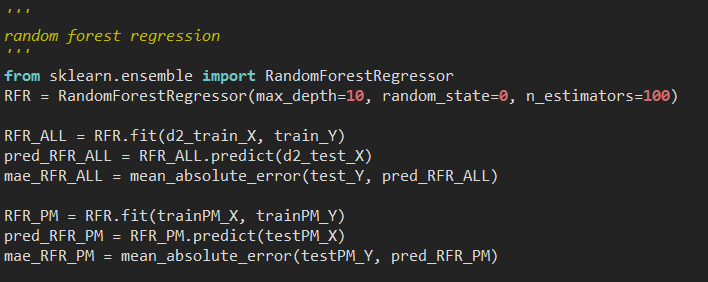 '''
random forest regression
'''
from sklearn.ensemble import RandomForestRegressor
RFR = RandomForestRegressor(max_depth=10, random_state=0, n_estimators=100)
RFR_ALL = RFR.fit(d2_train_X, train_Y)
pred_RFR_ALL = RFR_ALL.predict(d2_test_X)
mae_RFR_ALL = mean_absolute_error(test_Y, pred_RFR_ALL)
RFR_PM = RFR.fit(trainPM_X, trainPM_Y)
pred_RFR_PM = RFR_PM.predict(testPM_X)
mae_RFR_PM = mean_absolute_error(testPM_Y, pred_RFR_PM)